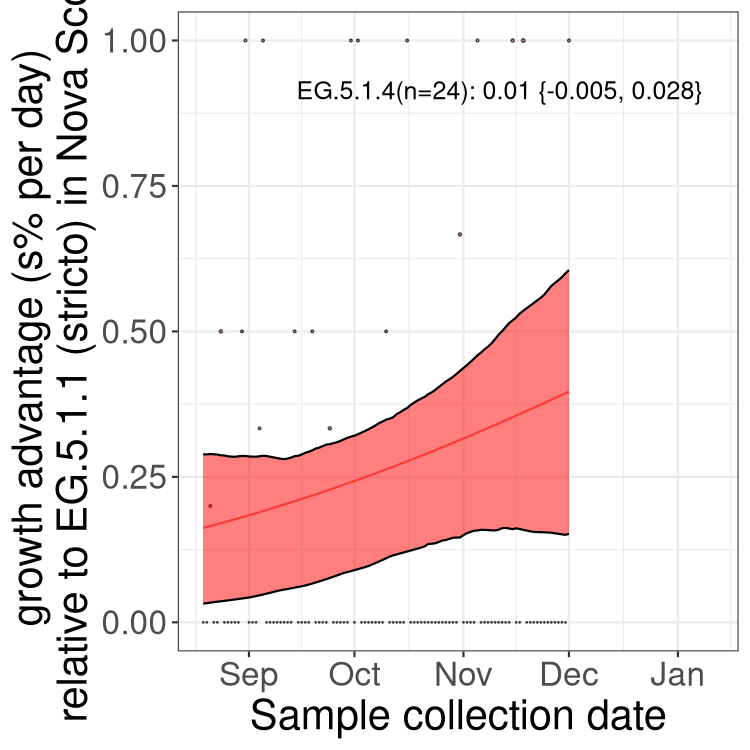 growth advantage (s% per day)
relative to EG.5.1.1 (stricto) in Nova Sco
1.00
0.75
0.50
0.25
0.00
EG.5.1.4(n=24): 0.01 {-0.005, 0.028}
Sep Oct Nov Dec Jan
Sample collection date